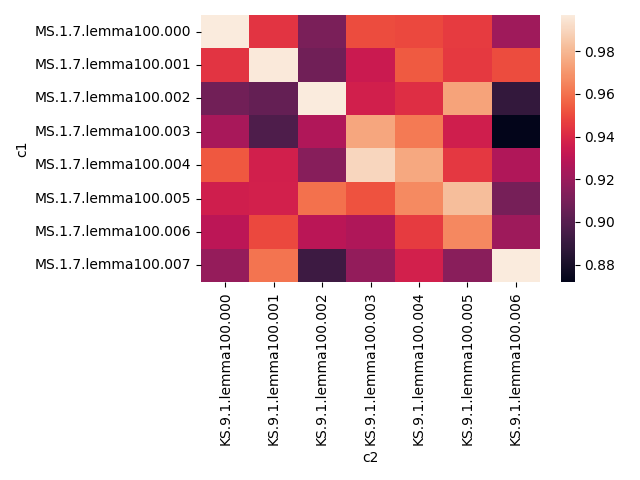 MS.1.7.lemma100.000
MS.1.7.lemma100.001
MS.1.7.lemma100.002
MS.1.7.lemma100.003
MS.1.7.lemma100.004
MS.1.7.lemma100.005
MS.1.7.lemma100.006
MS.1.7.lemma100.007
c1
KS.9.1.lemma100.000
KS.9.1.lemma100.001
KS.9.1.lemma100.002
KS.9.1.lemma100.003
KS.9.1.lemma100.004
KS.9.1.lemma100.005
KS.9.1.lemma100.006
c2
0.98
0.96
0.94
0.92
0.90
0.88